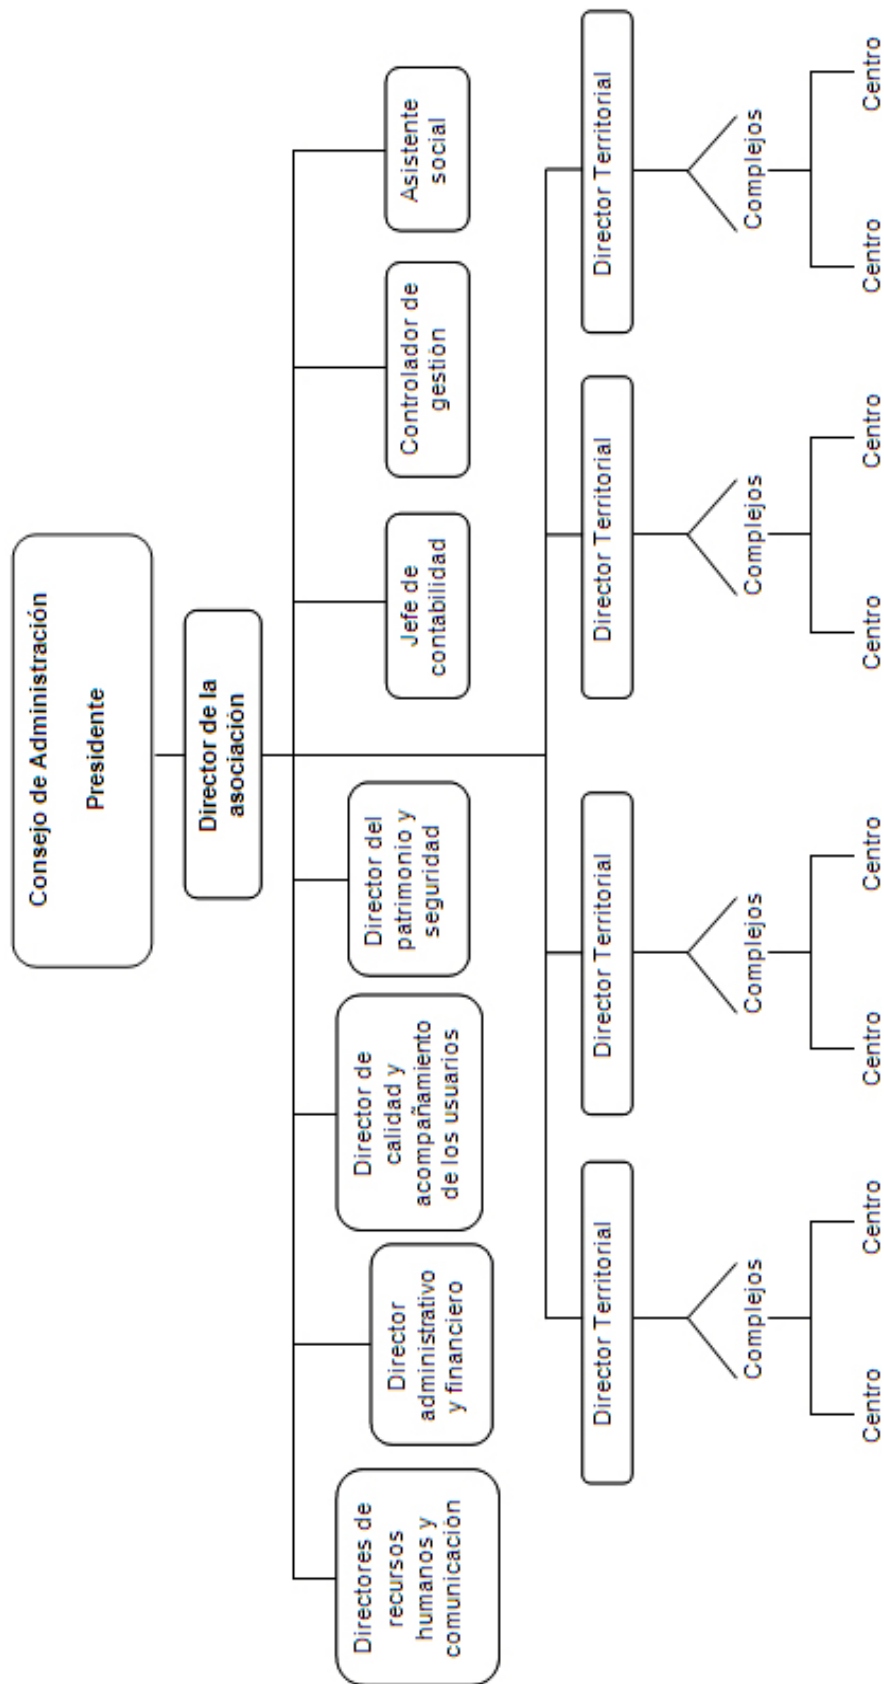 Consejo de Administración
Presidente
Director de la
asociación
Directores de
recursos
humanos y
comunicación
Director
administrativo
y financiero
Director de
calidad y
acompañamiento
de los usuarios
Director del
patrimonio y
seguridad
Jefe de
contabilidad
Controlador de
gestión
Asistente
social
Director Territorial
Director Territorial
Director Territorial
Director Territorial
Complejos
Complejos
Complejos
Complejos
Centro
Centro
Centro
Centro
Centro
Centro
Centro
Centro